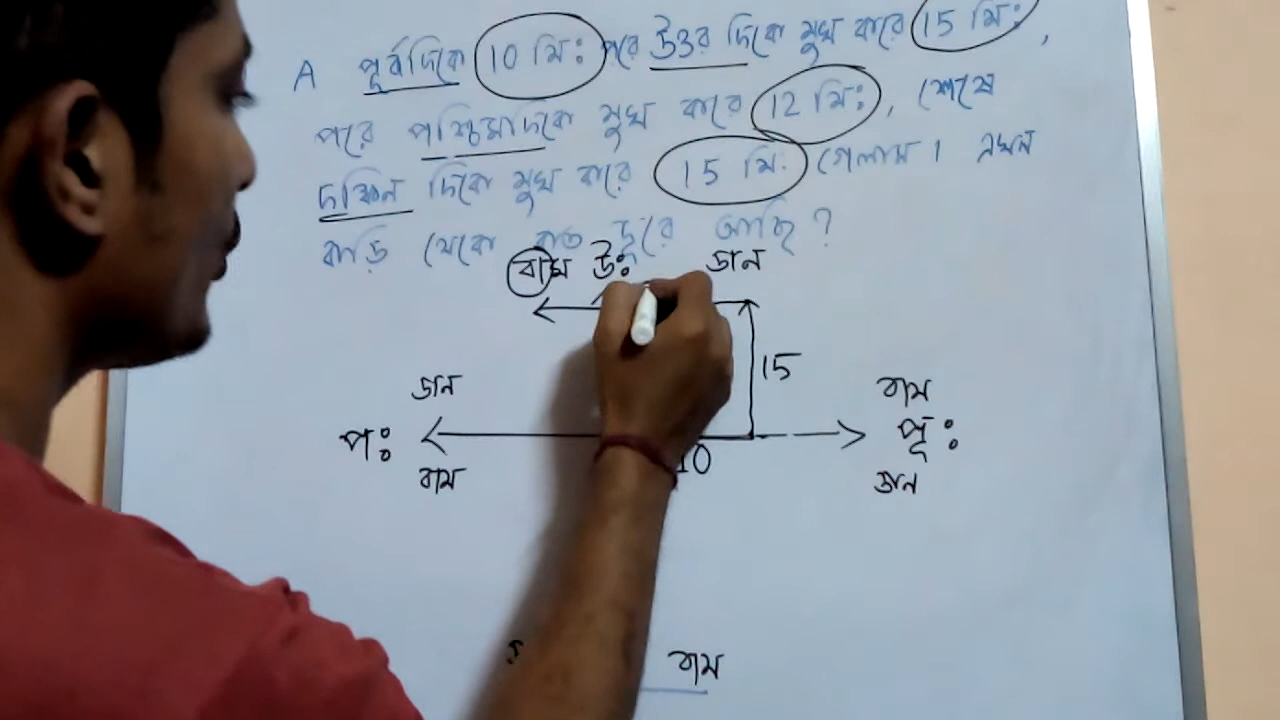 A পূর্বদিকে 10 মি: পরে উত্তর দিকে মুখ করে 15 মি: ,
পরে পশ্চিমদিকে মুখ করে 12 মি: , শেষে
দক্ষিন দিকে মুখ করে 15 মি: গেলাম । এখন
বাড়ি থেকে কত দূরে আছি ?
বাম উঃ ডান
15
ডান বাম
পঃ পূঃ
10
বাম ডান
বাম